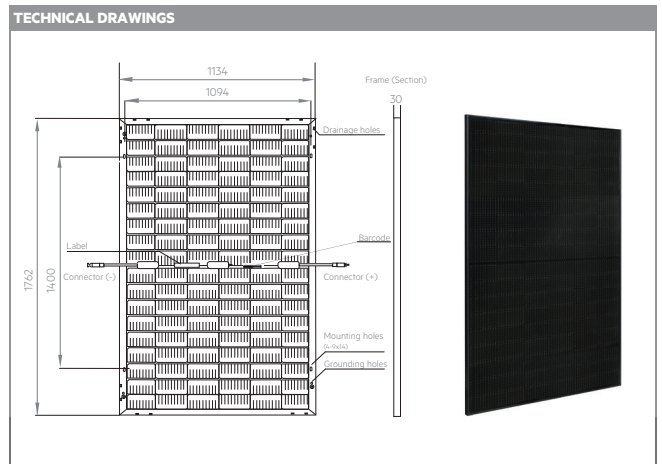 TECHNICAL DRAWINGS
1134
Frame (Section)
1094
30
Drainage holes
Label
Barcode
1762
1400
Connector (-)
Connector (+)
Mounting holes
(4-9x14)
Grounding holes